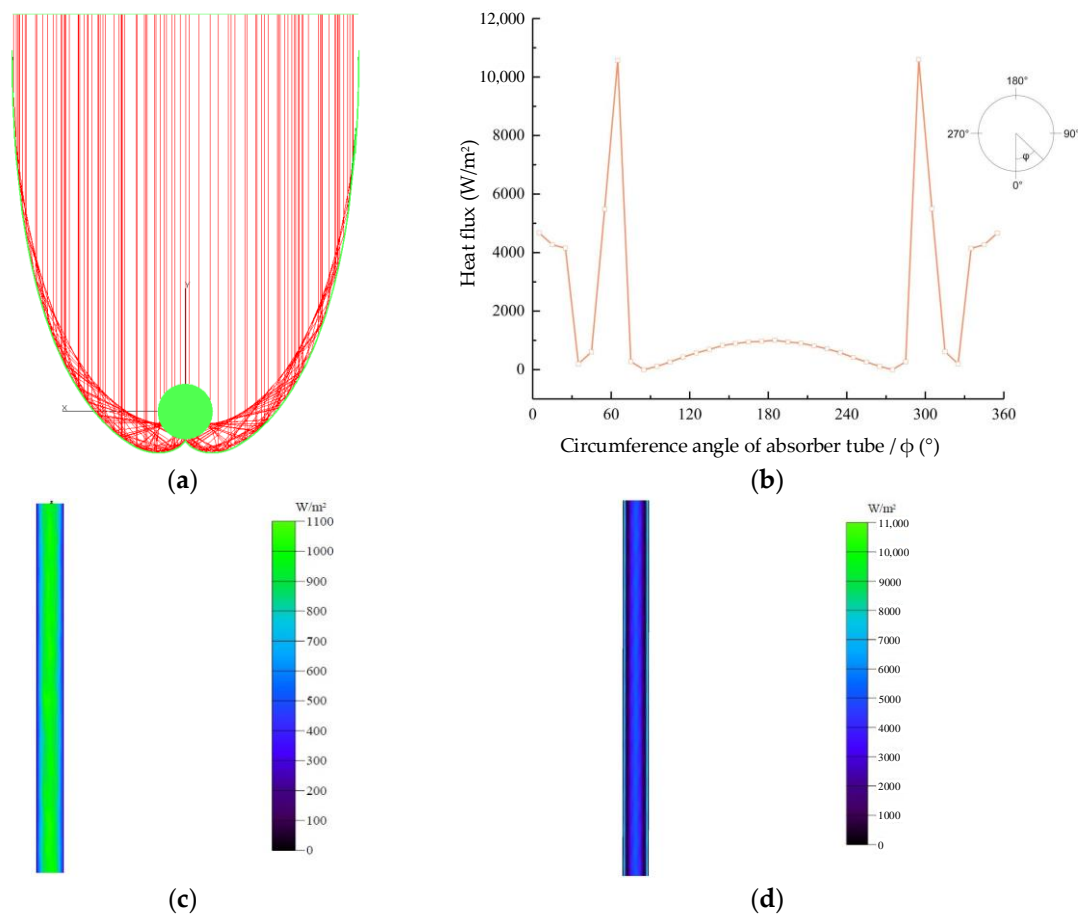 Y
X
(a)
12,000
10,000
8000
6000
4000
2000
0
Heat flux (W/m²)
0 60 120 180 240 300 360
Circumference angle of absorber tube / ϕ (°)
180°
270° 90°
φ
0°
(b)
W/m²
1100
1000
900
800
700
600
500
400
300
200
100
0
(c)
W/m²
11,000
10,000
9000
8000
7000
6000
5000
4000
3000
2000
1000
0
(d)